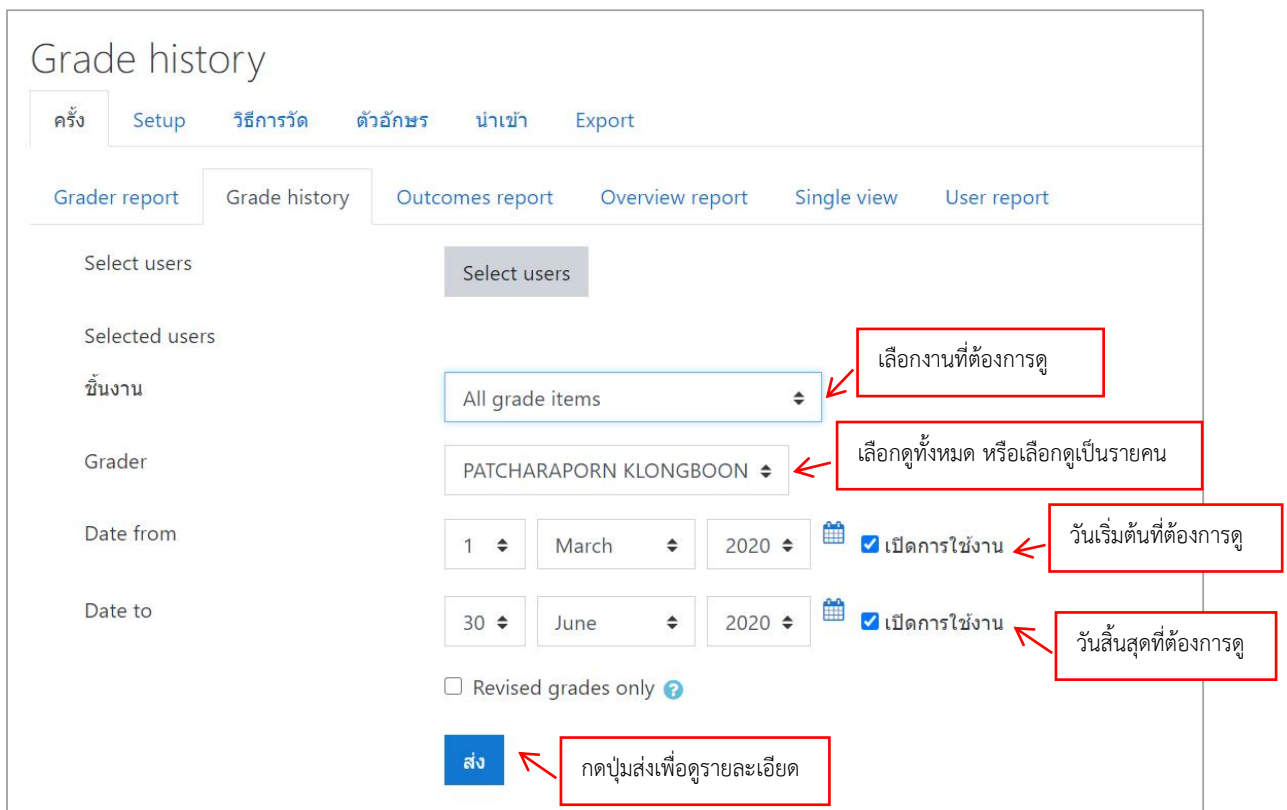 Grade history
ครั้ง Setup วิธีการวัด ตัวอักษร นำเข้า Export
Grader report Grade history Outcomes report Overview report Single view User report
Select users Select users
Selected users
เลือกงานที่ต้องการดู
ชิ้นงาน All grade items
Grader PATCHARAPORN KLONGBOON เลือกดูทั้งหมด หรือเลือกดูเป็นรายคน
Date from 1 March 2020 เปิดการใช้งาน วันเริ่มต้นที่ต้องการดู
Date to 30 June 2020 เปิดการใช้งาน วันสิ้นสุดที่ต้องการดู
Revised grades only ?
ส่ง กดปุ่มส่งเพื่อดูรายละเอียด